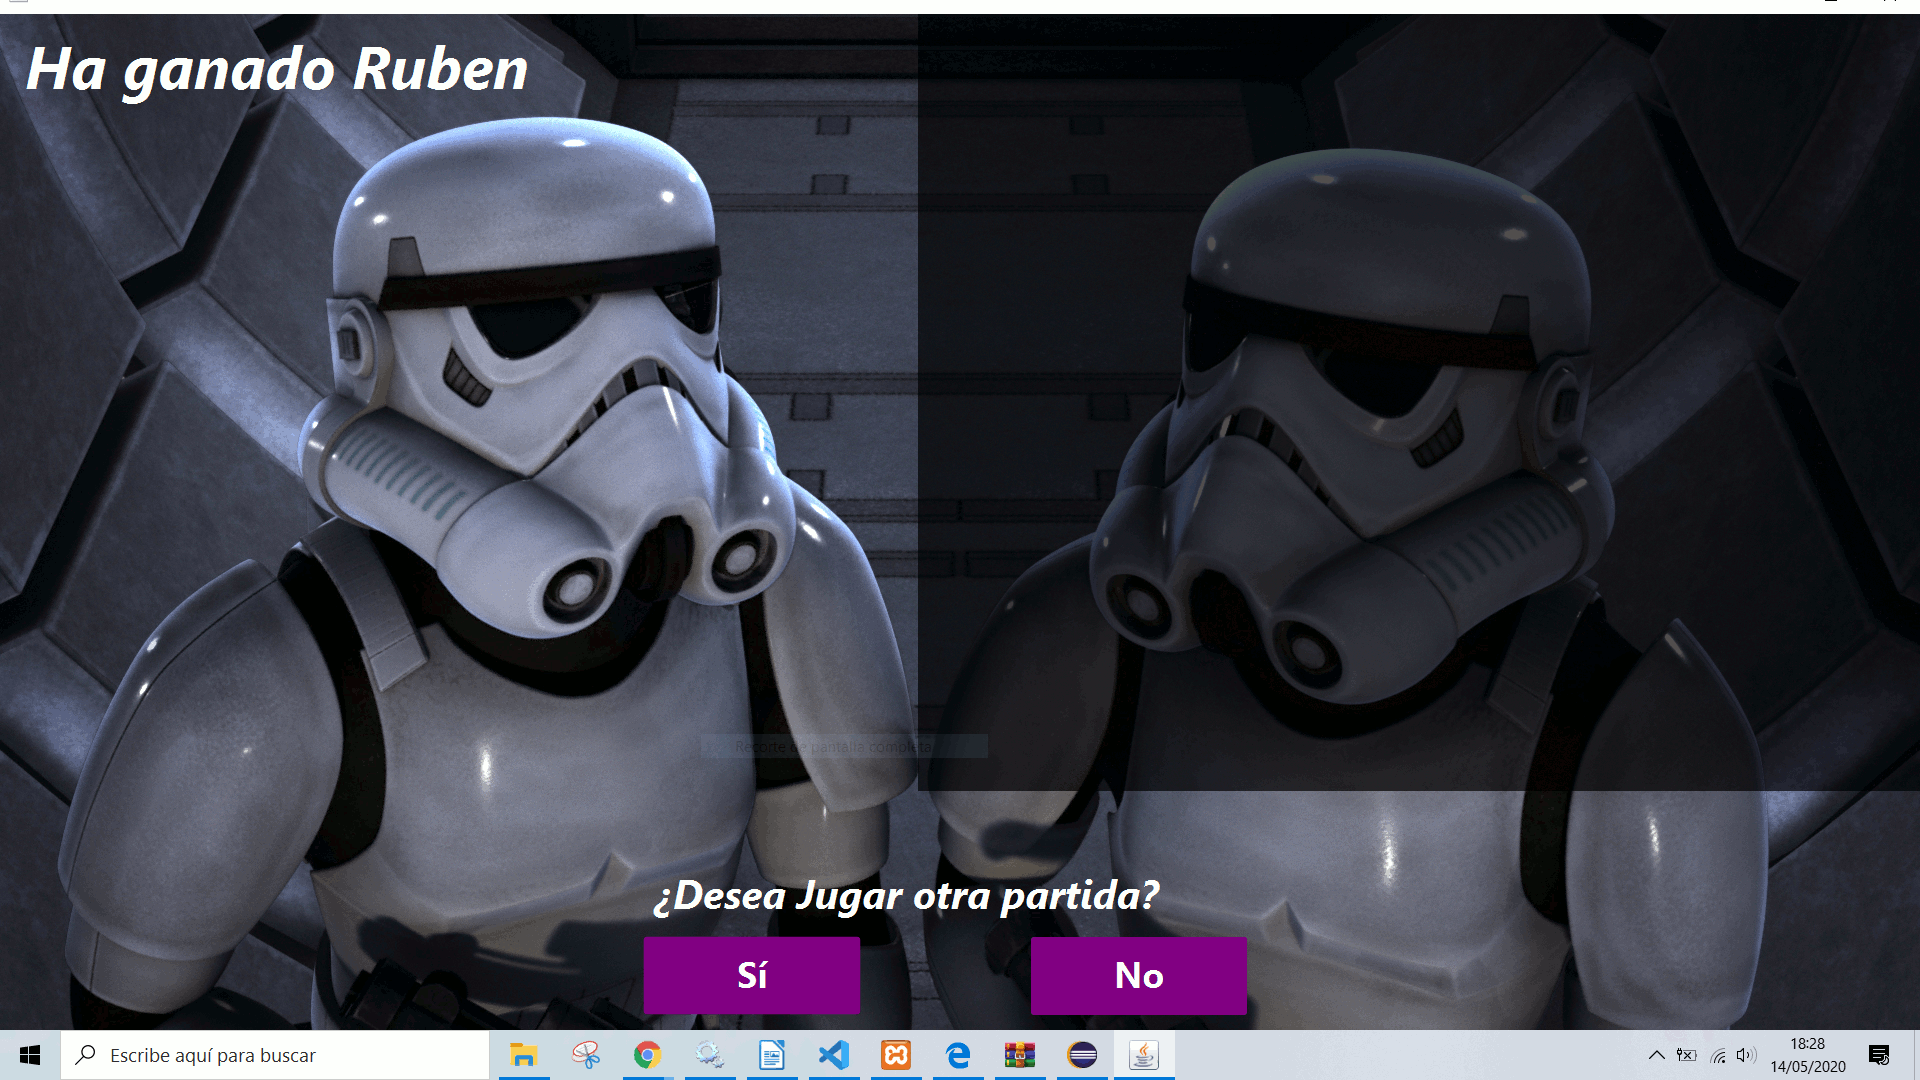 Ha ganado Ruben
Recorte de pantalla completa
¿Desea Jugar otra partida?
Sí
No
Escribe aquí para buscar
18:28
14/05/2020